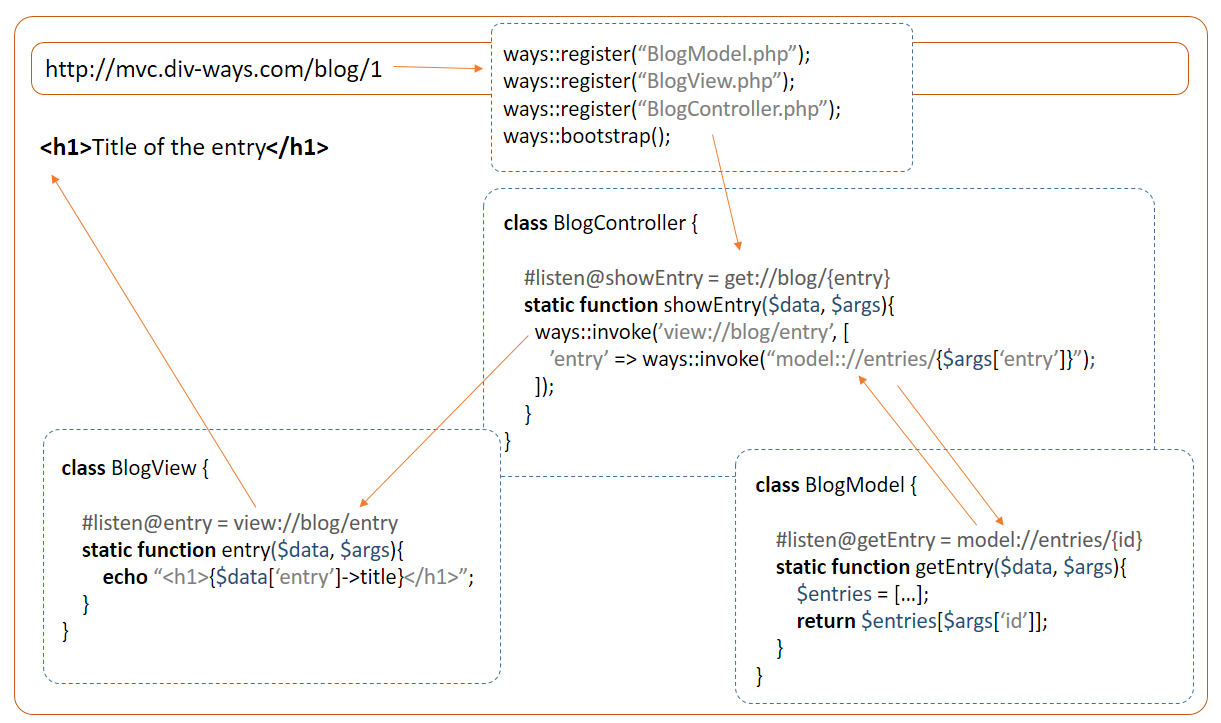 http://mvc.div-ways.com/blog/1
ways::register(“BlogModel.php”);
ways::register(“BlogView.php”);
ways::register(“BlogController.php”);
ways::bootstrap();
<h1>Title of the entry</h1>
class BlogController {
#listen@showEntry = get://blog/{entry}
static function showEntry($data, $args){
ways::invoke(’view://blog/entry’, [
’entry’ => ways::invoke(“model:://entries/{$args[‘entry’]}”);
]);
}
}
class BlogView {
#listen@entry = view://blog/entry
static function entry($data, $args){
echo “<h1>{$data[‘entry’]->title}</h1>”;
}
}
class BlogModel {
#listen@getEntry = model://entries/{id}
static function getEntry($data, $args){
$entries = [...];
return $entries[$args[‘id’]];
}
}